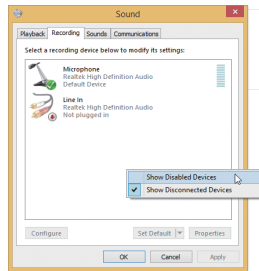 Sound
Playback Recording Sounds Communications
Select a recording device below to modify its settings:
Microphone
Realtek High Definition Audio
Default Device
Line In
Realtek High Definition Audio
Not plugged in
Show Disabled Devices
Show Disconnected Devices
Configure Set Default Properties
OK Cancel Apply